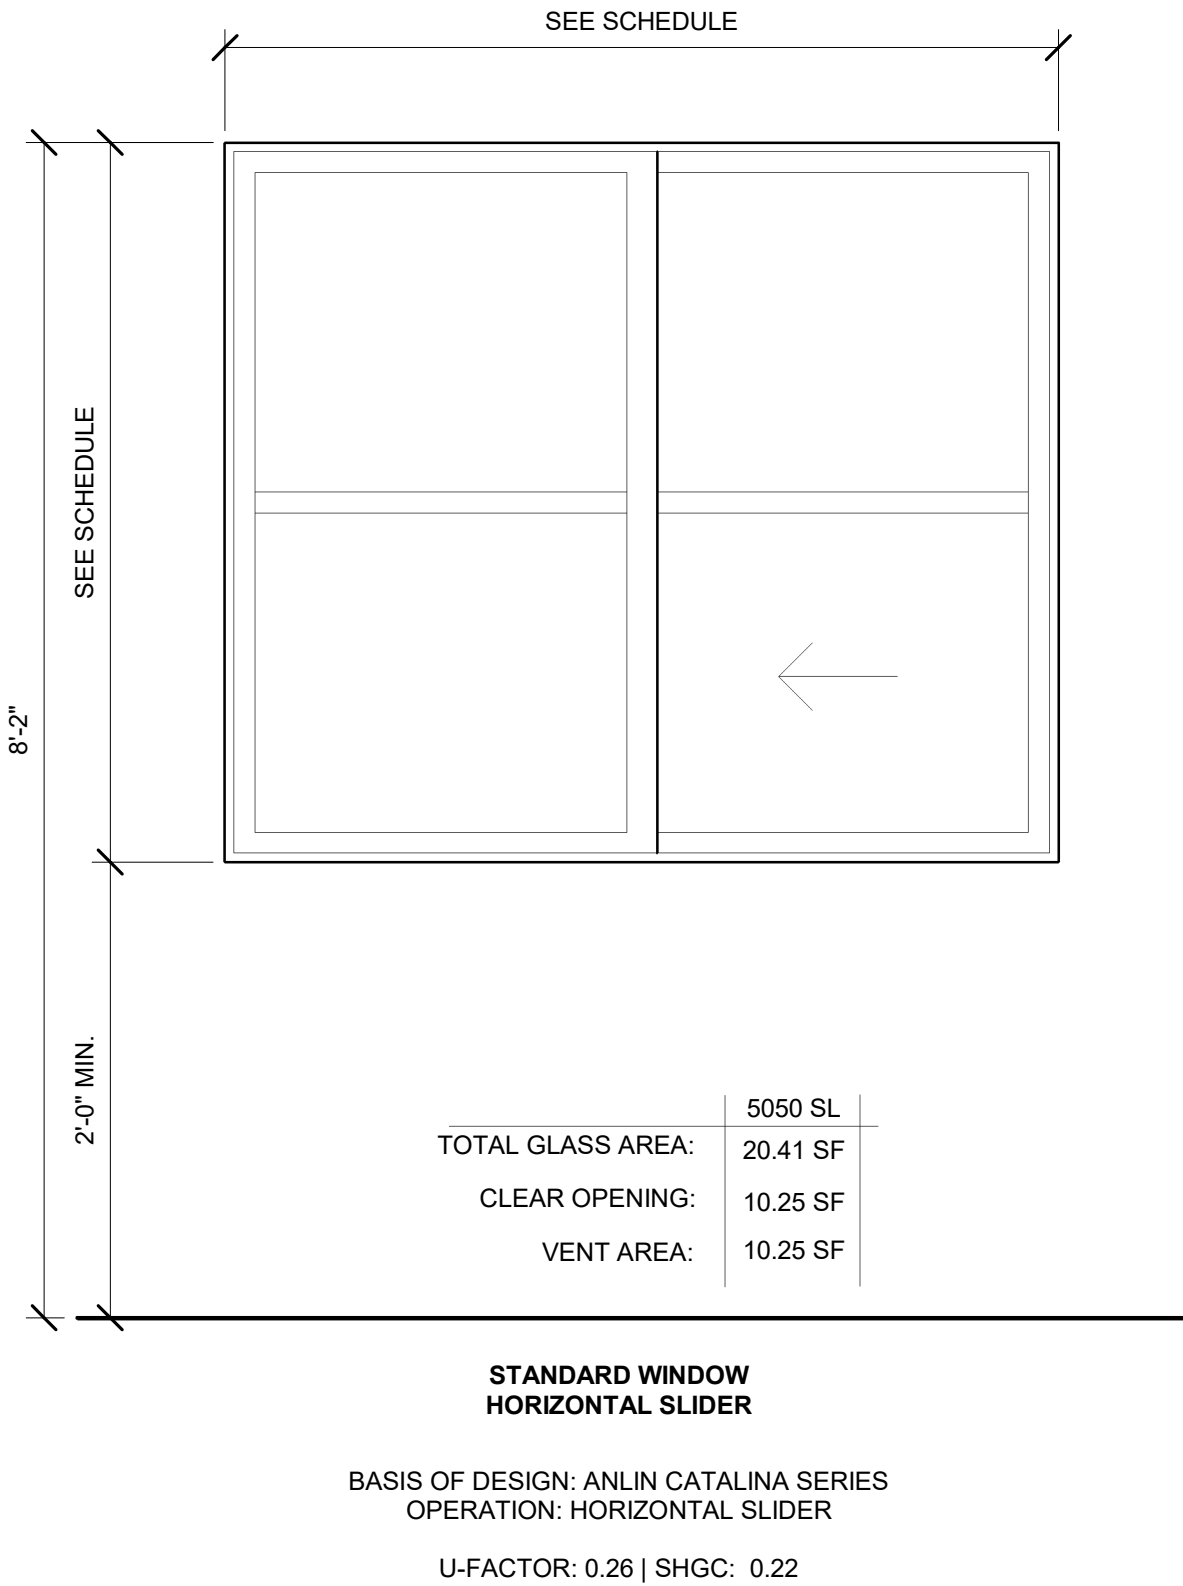 SEE SCHEDULE
SEE SCHEDULE
8'-2"
2'-0" MIN.
5050 SL
TOTAL GLASS AREA: 20.41 SF
CLEAR OPENING: 10.25 SF
VENT AREA: 10.25 SF
STANDARD WINDOW
HORIZONTAL SLIDER
BASIS OF DESIGN: ANLIN CATALINA SERIES
OPERATION: HORIZONTAL SLIDER
U-FACTOR: 0.26 | SHGC: 0.22